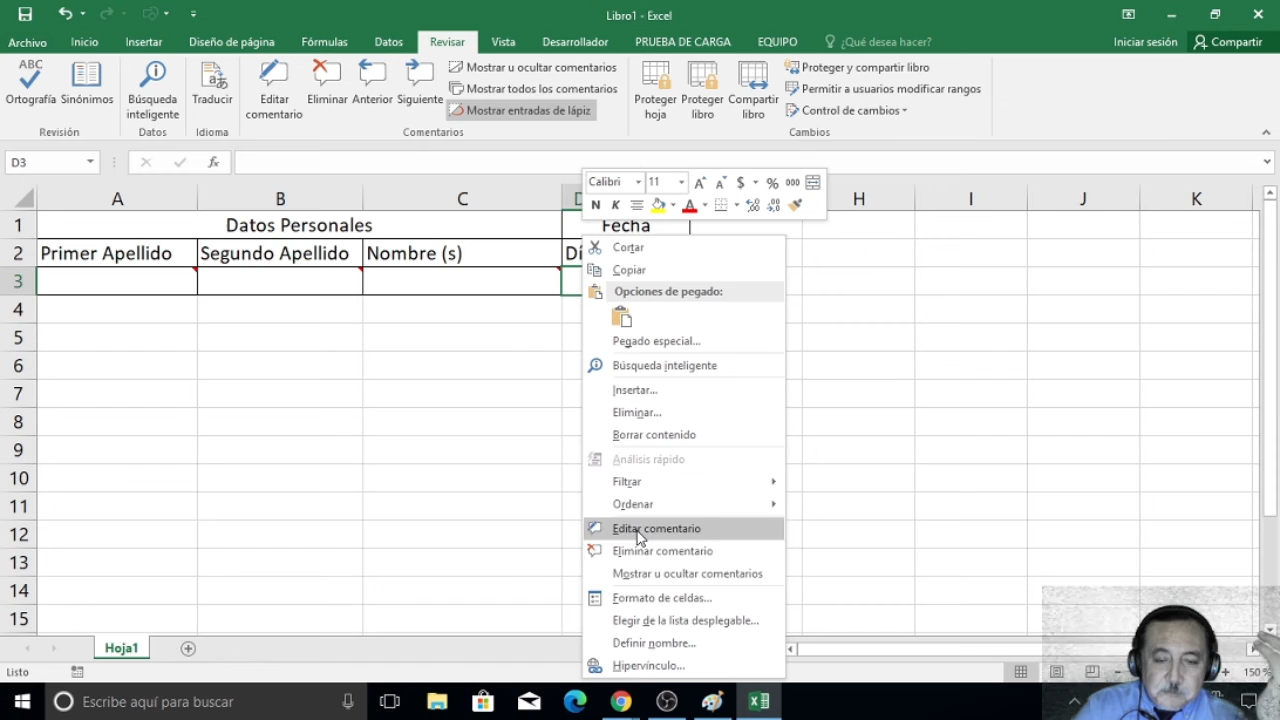 Libro1 - Excel
Archivo
Inicio
Insertar
Diseño de página
Fórmulas
Datos
Revisar
Vista
Desarrollador
PRUEBA DE CARGA
EQUIPO
¿Qué desea hacer?
Iniciar sesión
Compartir
ABC
Ortografía
Sinónimos
Búsqueda
inteligente
Traducir
Editar
comentario
Eliminar
Anterior
Siguiente
Mostrar u ocultar comentarios
Mostrar todos los comentarios
Mostrar entradas de lápiz
Proteger
hoja
Proteger
libro
Compartir
libro
Proteger y compartir libro
Permitir a usuarios modificar rangos
Control de cambios
Revisión
Datos
Idioma
Comentarios
Cambios
D3
fx
Calibri
11
A
A
$
%
000
N
K
A
A
B
C
D
H
I
J
K
1
Datos Personales
Fecha
2
Primer Apellido
Segundo Apellido
Nombre (s)
3
4
5
6
7
8
9
10
11
12
13
14
15
Cortar
Copiar
Opciones de pegado:
Pegado especial...
Búsqueda inteligente
Insertar...
Eliminar...
Borrar contenido
Análisis rápido
Filtrar
Ordenar
Editar comentario
Eliminar comentario
Mostrar u ocultar comentarios
Formato de celdas...
Elegir de la lista desplegable...
Definir nombre...
Hipervínculo...
Hoja1
Listo
150 %
Escribe aquí para buscar